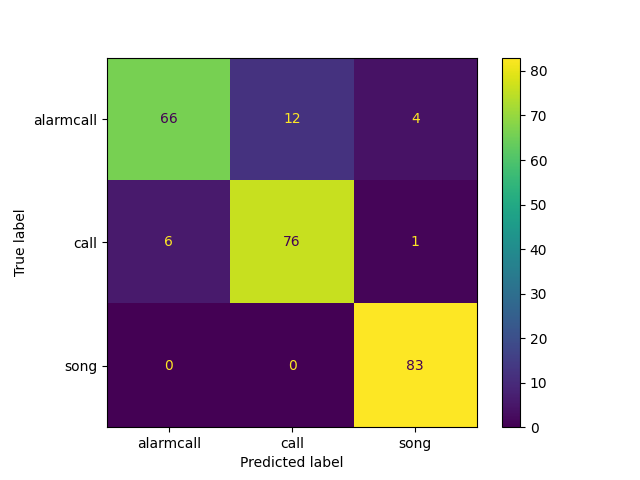 alarmcall 66 12 4
call 6 76 1
song 0 0 83
alarmcall call song
Predicted label
True label
80
70
60
50
40
30
20
10
0